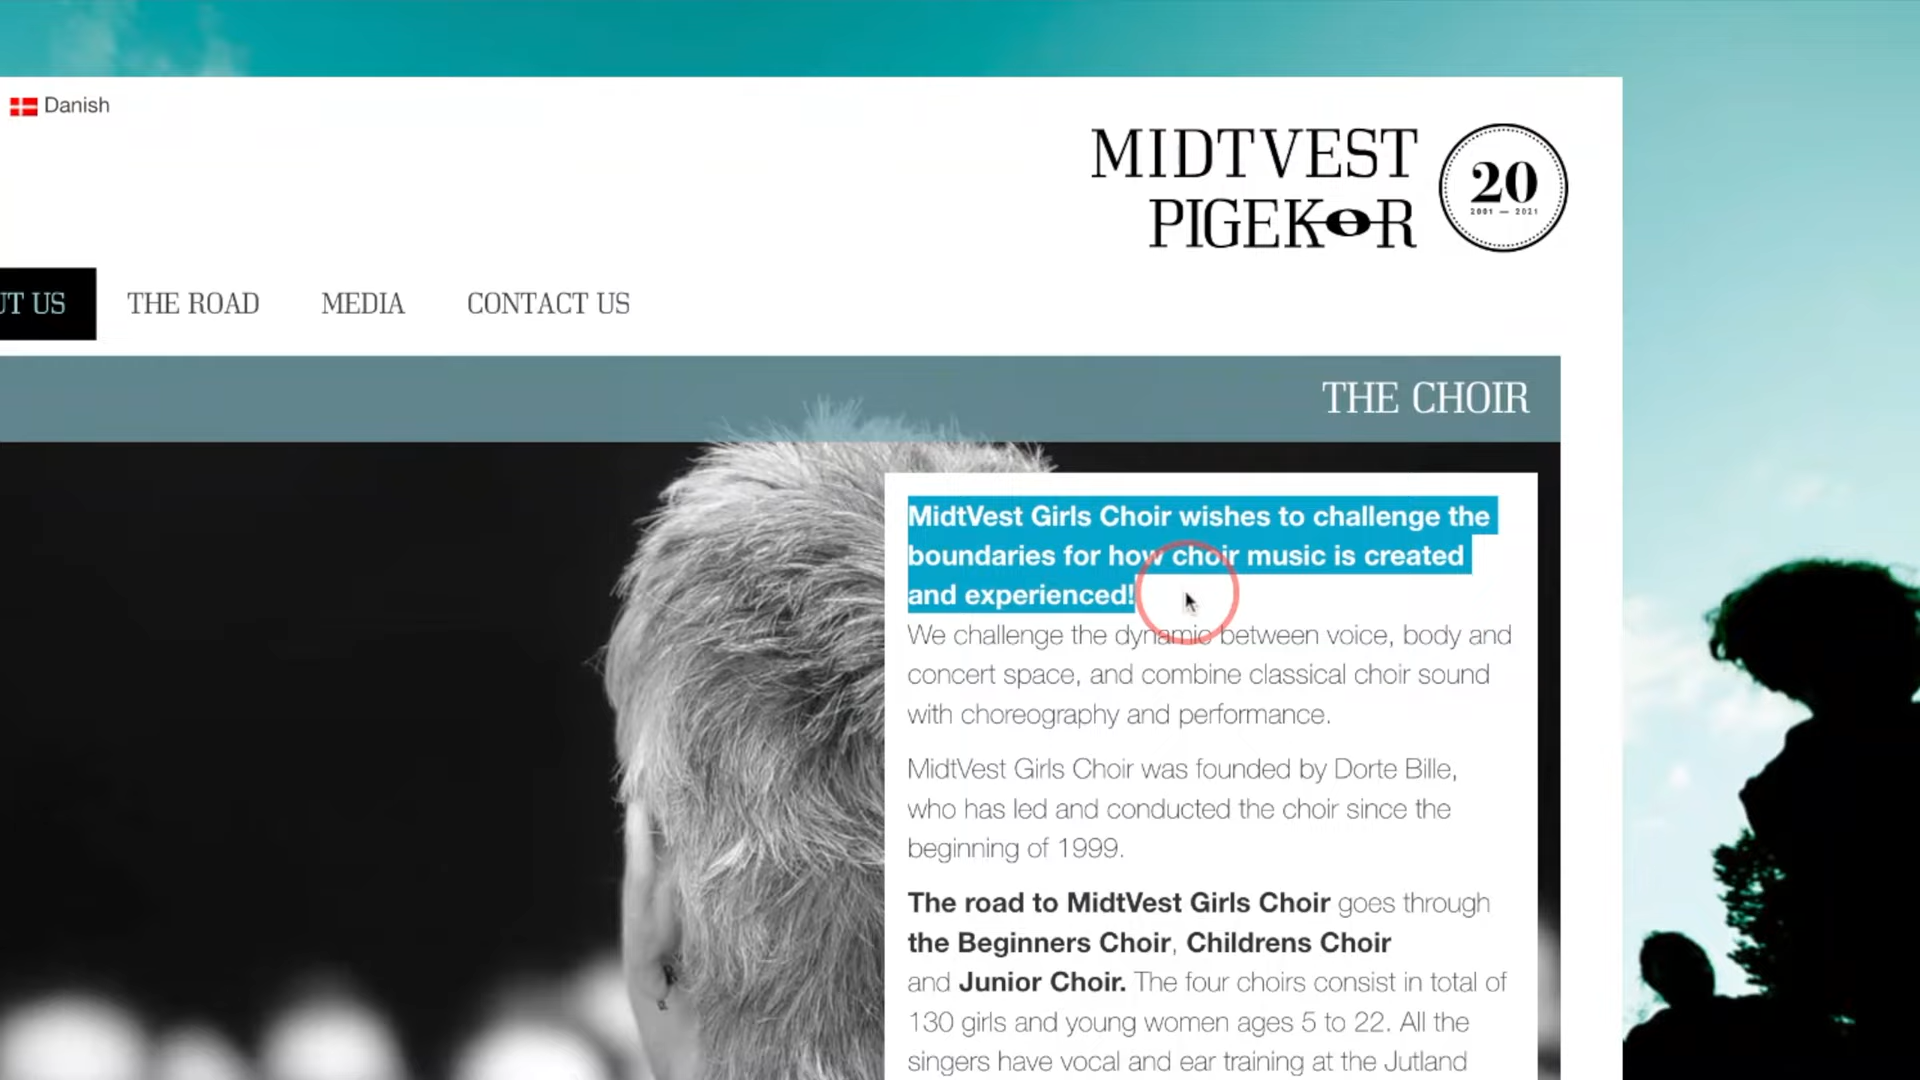 Danish
MIDTVEST
PIGEKOR
20
2001 — 2021
UT US
THE ROAD
MEDIA
CONTACT US
THE CHOIR
MidtVest Girls Choir wishes to challenge the
boundaries for how choir music is created
and experienced!
We challenge the dynamic between voice, body and
concert space, and combine classical choir sound
with choreography and performance.
MidtVest Girls Choir was founded by Dorte Bille,
who has led and conducted the choir since the
beginning of 1999.
The road to MidtVest Girls Choir goes through
the Beginners Choir, Childrens Choir
and Junior Choir. The four choirs consist in total of
130 girls and young women ages 5 to 22. All the
singers have vocal and ear training at the Jutland